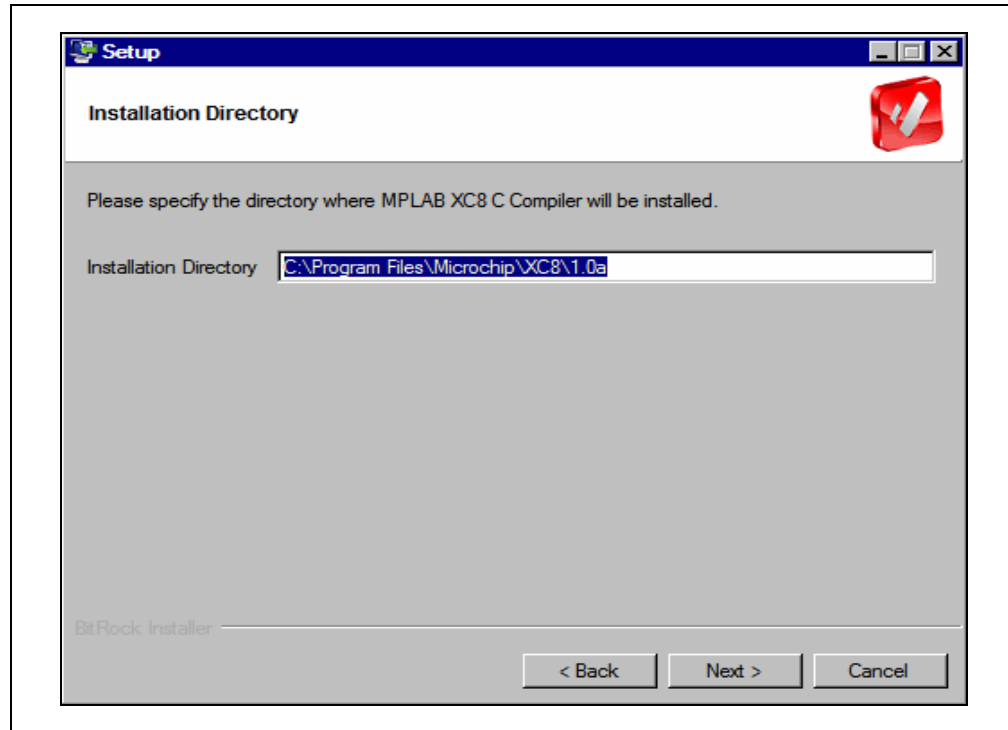 Setup
Installation Directory
Please specify the directory where MPLAB XC8 C Compiler will be installed.
Installation Directory C:\Program Files\Microchip\XC8\1.0a
BitRock Installer
< Back Next > Cancel